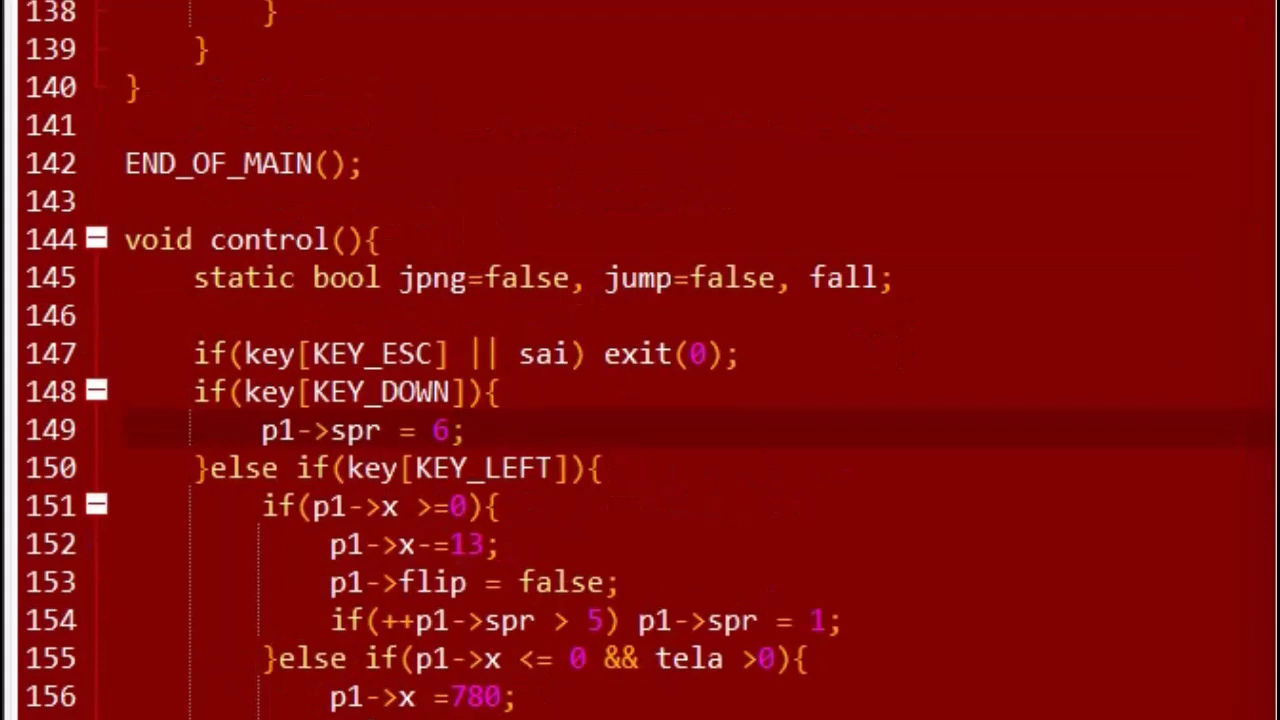 138 }
139 }
140 }
141
142 END_OF_MAIN();
143
144 void control(){
145 static bool jpng=false, jump=false, fall;
146
147 if(key[KEY_ESC] || sai) exit(0);
148 if(key[KEY_DOWN]){
149 p1->spr = 6;
150 }else if(key[KEY_LEFT]){
151 if(p1->x >=0){
152 p1->x-=13;
153 p1->flip = false;
154 if(++p1->spr > 5) p1->spr = 1;
155 }else if(p1->x <= 0 && tela >0){
156 p1->x =780;